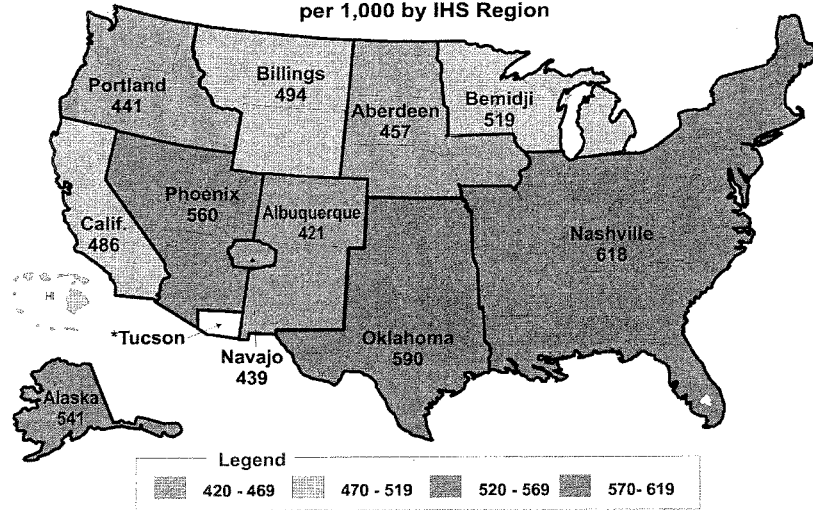 per 1,000 by IHS Region
Portland
441
Billings
494
Aberdeen
457
Bemidji
519
Phoenix
560
Albuquerque
421
Calif.
486
Nashville
618
HI
*Tucson
Navajo
439
Oklahoma
590
Alaska
541
Legend
420 - 469
470 - 519
520 - 569
570- 619